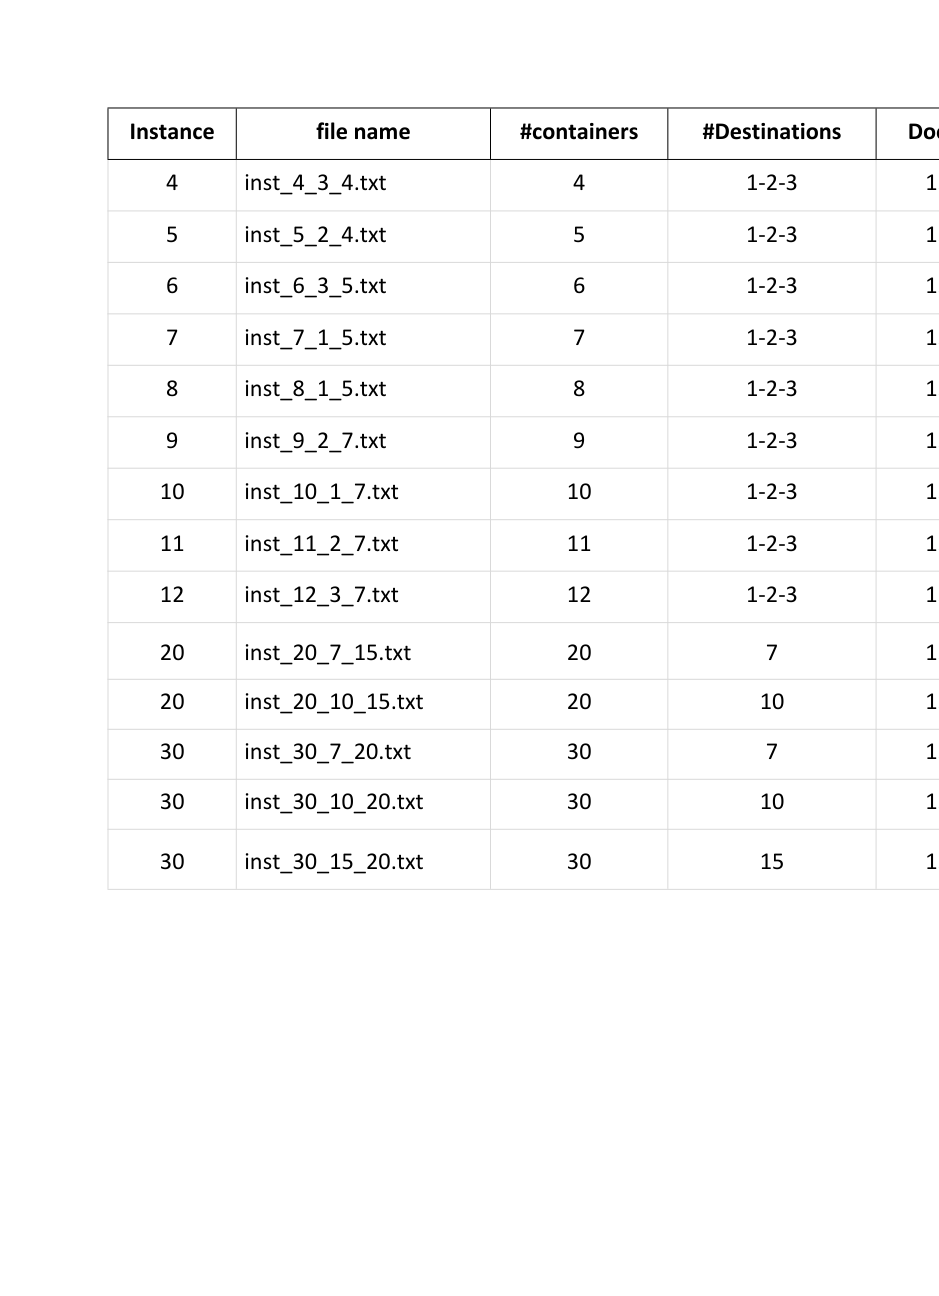 Instance file name #containers #Destinations
4 inst_4_3_4.txt 4 1-2-3 1
5 inst_5_2_4.txt 5 1-2-3 1
6 inst_6_3_5.txt 6 1-2-3 1
7 inst_7_1_5.txt 7 1-2-3 1
8 inst_8_1_5.txt 8 1-2-3 1
9 inst_9_2_7.txt 9 1-2-3 1
10 inst_10_1_7.txt 10 1-2-3 1
11 inst_11_2_7.txt 11 1-2-3 1
12 inst_12_3_7.txt 12 1-2-3 1
20 inst_20_7_15.txt 20 7 1
20 inst_20_10_15.txt 20 10 1
30 inst_30_7_20.txt 30 7 1
30 inst_30_10_20.txt 30 10 1
30 inst_30_15_20.txt 30 15 1